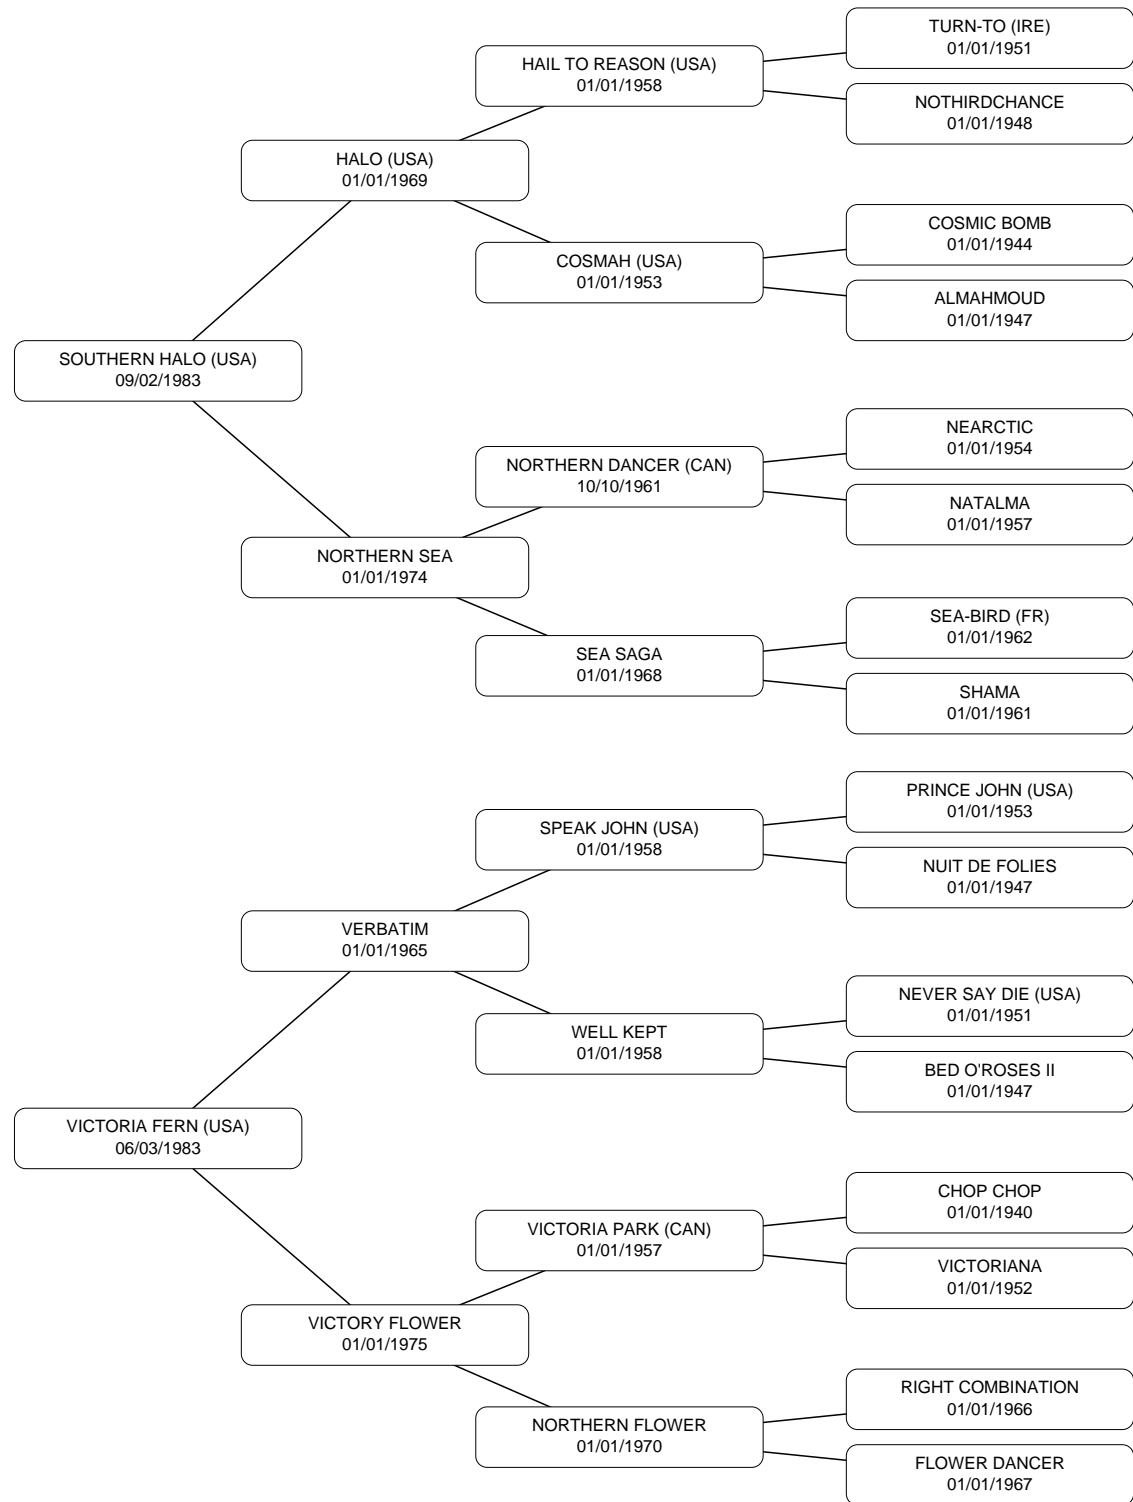 TURN-TO (IRE)
01/01/1951
HAIL TO REASON (USA)
01/01/1958
NOTHIRDCHANCE
01/01/1948
HALO (USA)
01/01/1969
COSMIC BOMB
01/01/1944
COSMAH (USA)
01/01/1953
ALMAHMOUD
01/01/1947
SOUTHERN HALO (USA)
09/02/1983
NEARCTIC
01/01/1954
NORTHERN DANCER (CAN)
10/10/1961
NATALMA
01/01/1957
NORTHERN SEA
01/01/1974
SEA-BIRD (FR)
01/01/1962
SEA SAGA
01/01/1968
SHAMA
01/01/1961
PRINCE JOHN (USA)
01/01/1953
SPEAK JOHN (USA)
01/01/1958
NUIT DE FOLIES
01/01/1947
VERBATIM
01/01/1965
NEVER SAY DIE (USA)
01/01/1951
WELL KEPT
01/01/1958
BED O'ROSES II
01/01/1947
VICTORIA FERN (USA)
06/03/1983
CHOP CHOP
01/01/1940
VICTORIA PARK (CAN)
01/01/1957
VICTORIANA
01/01/1952
VICTORY FLOWER
01/01/1975
RIGHT COMBINATION
01/01/1966
NORTHERN FLOWER
01/01/1970
FLOWER DANCER
01/01/1967